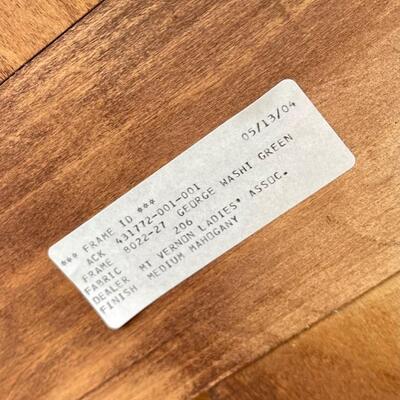 *** FRAME ID *** 05/13/04
ACK 431772-001-001
FRAME 8022-27 GEORGE WASHI GREEN
FABRIC 206
DEALER MT VERNON LADIES' ASSOC.
FINISH MEDIUM MAHOGANY